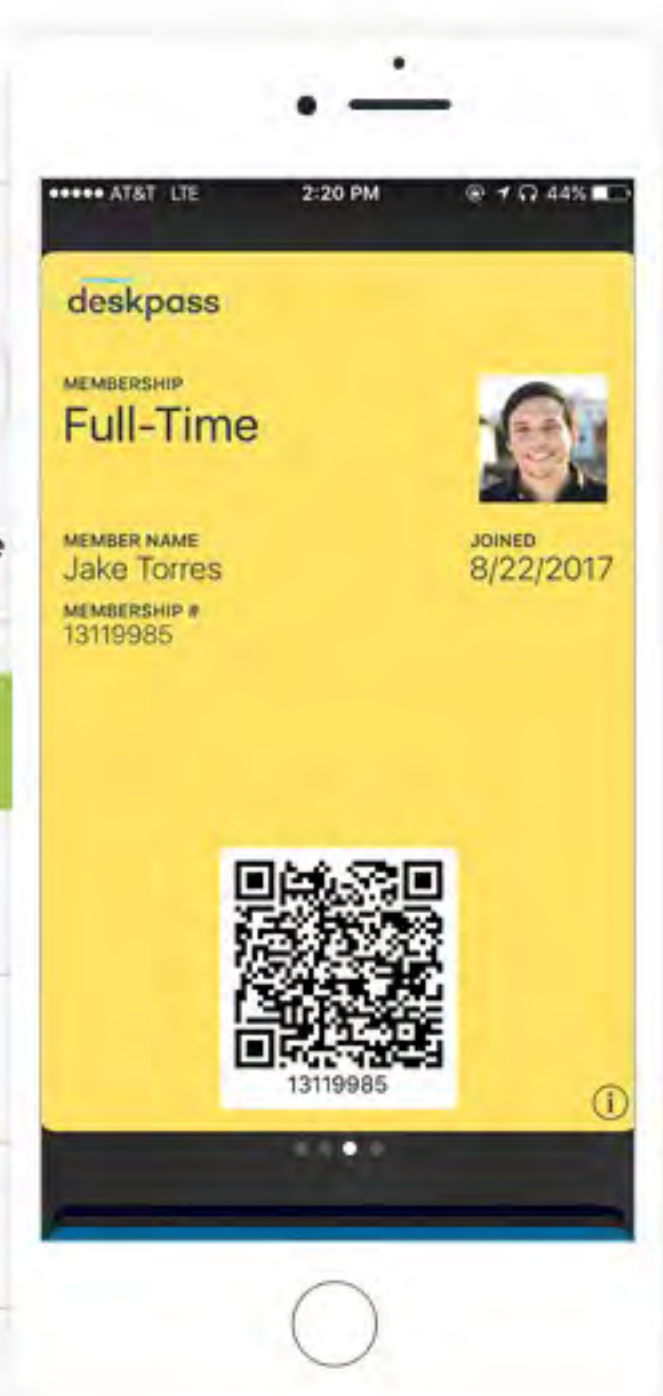 AT&T LTE 2:20 PM 44%
deskpass
MEMBERSHIP
Full-Time
MEMBER NAME JOINED
Jake Torres 8/22/2017
MEMBERSHIP #
13119985
13119985
i
e